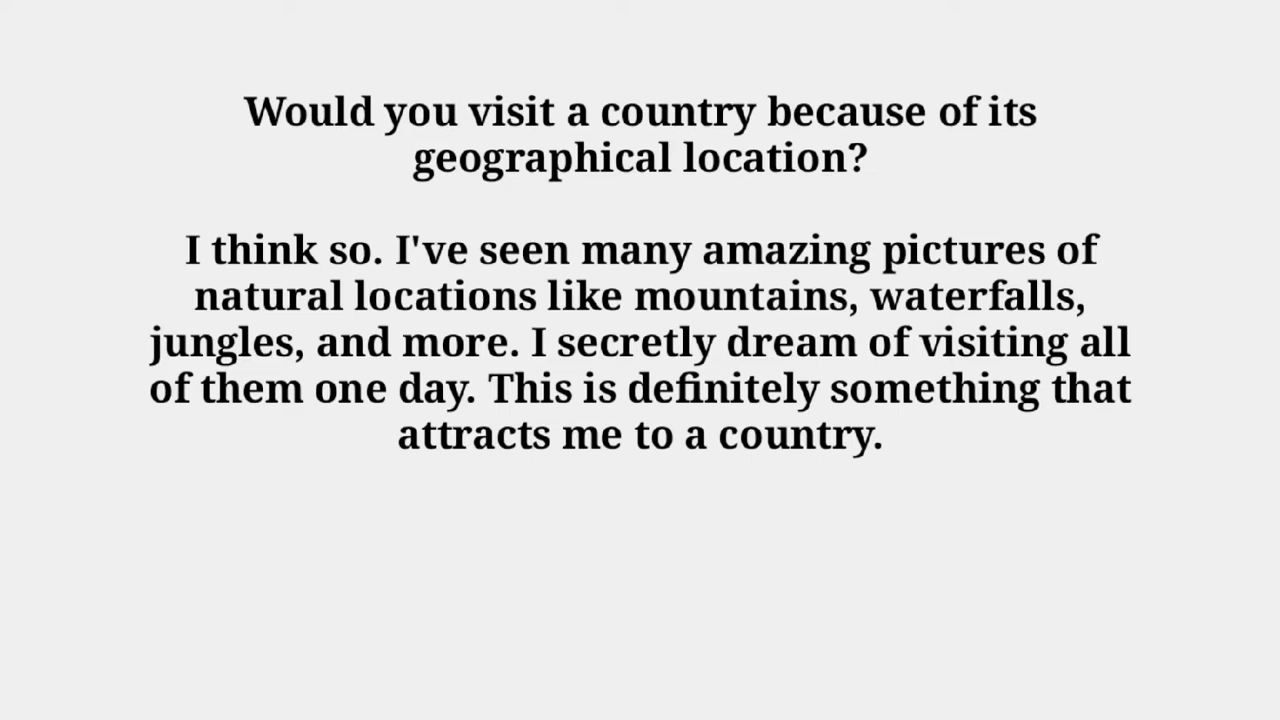 Would you visit a country because of its
geographical location?
I think so. I've seen many amazing pictures of
natural locations like mountains, waterfalls,
jungles, and more. I secretly dream of visiting all
of them one day. This is definitely something that
attracts me to a country.